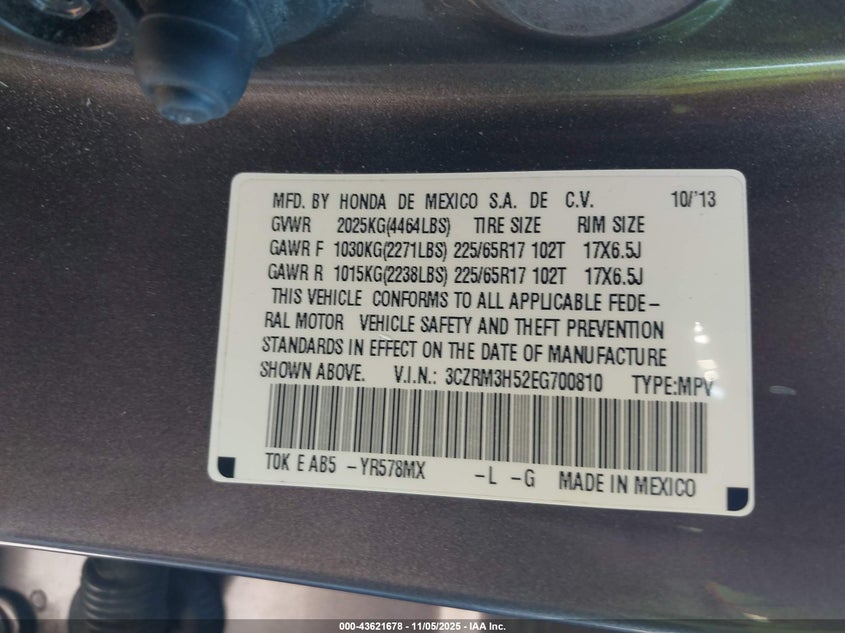 MFD. BY HONDA DE MEXICO S.A. DE C.V. 10/'13
GVWR 2025KG(4464LBS) TIRE SIZE RIM SIZE
GAWR F 1030KG(2271LBS) 225/65R17 102T 17X6.5J
GAWR R 1015KG(2238LBS) 225/65R17 102T 17X6.5J
THIS VEHICLE CONFORMS TO ALL APPLICABLE FEDE-
RAL MOTOR VEHICLE SAFETY AND THEFT PREVENTION
STANDARDS IN EFFECT ON THE DATE OF MANUFACTURE
SHOWN ABOVE. V.I.N.: 3CZRM3H52EG700810 TYPE:MPV
T0K E AB5 -YR578MX -L -G MADE IN MEXICO
000-43621678 - 11/05/2025 - IAA Inc.